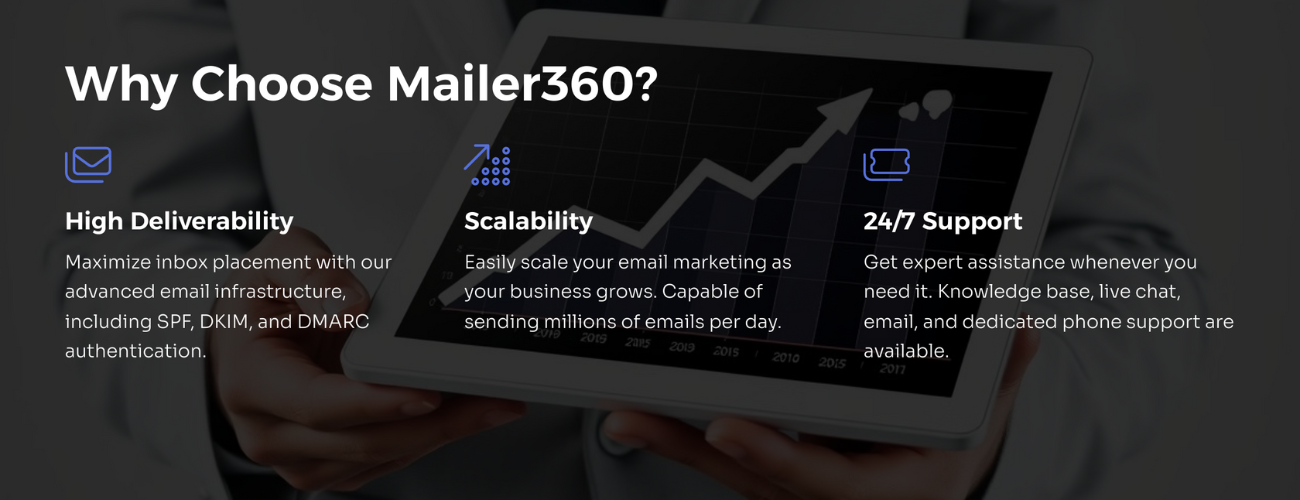 Why Choose Mailer360?
High Deliverability
Maximize inbox placement with our
advanced email infrastructure,
including SPF, DKIM, and DMARC
authentication.
Scalability
Easily scale your email marketing as
your business grows. Capable of
sending millions of emails per day.
24/7 Support
Get expert assistance whenever you
need it. Knowledge base, live chat,
email, and dedicated phone support are
available.